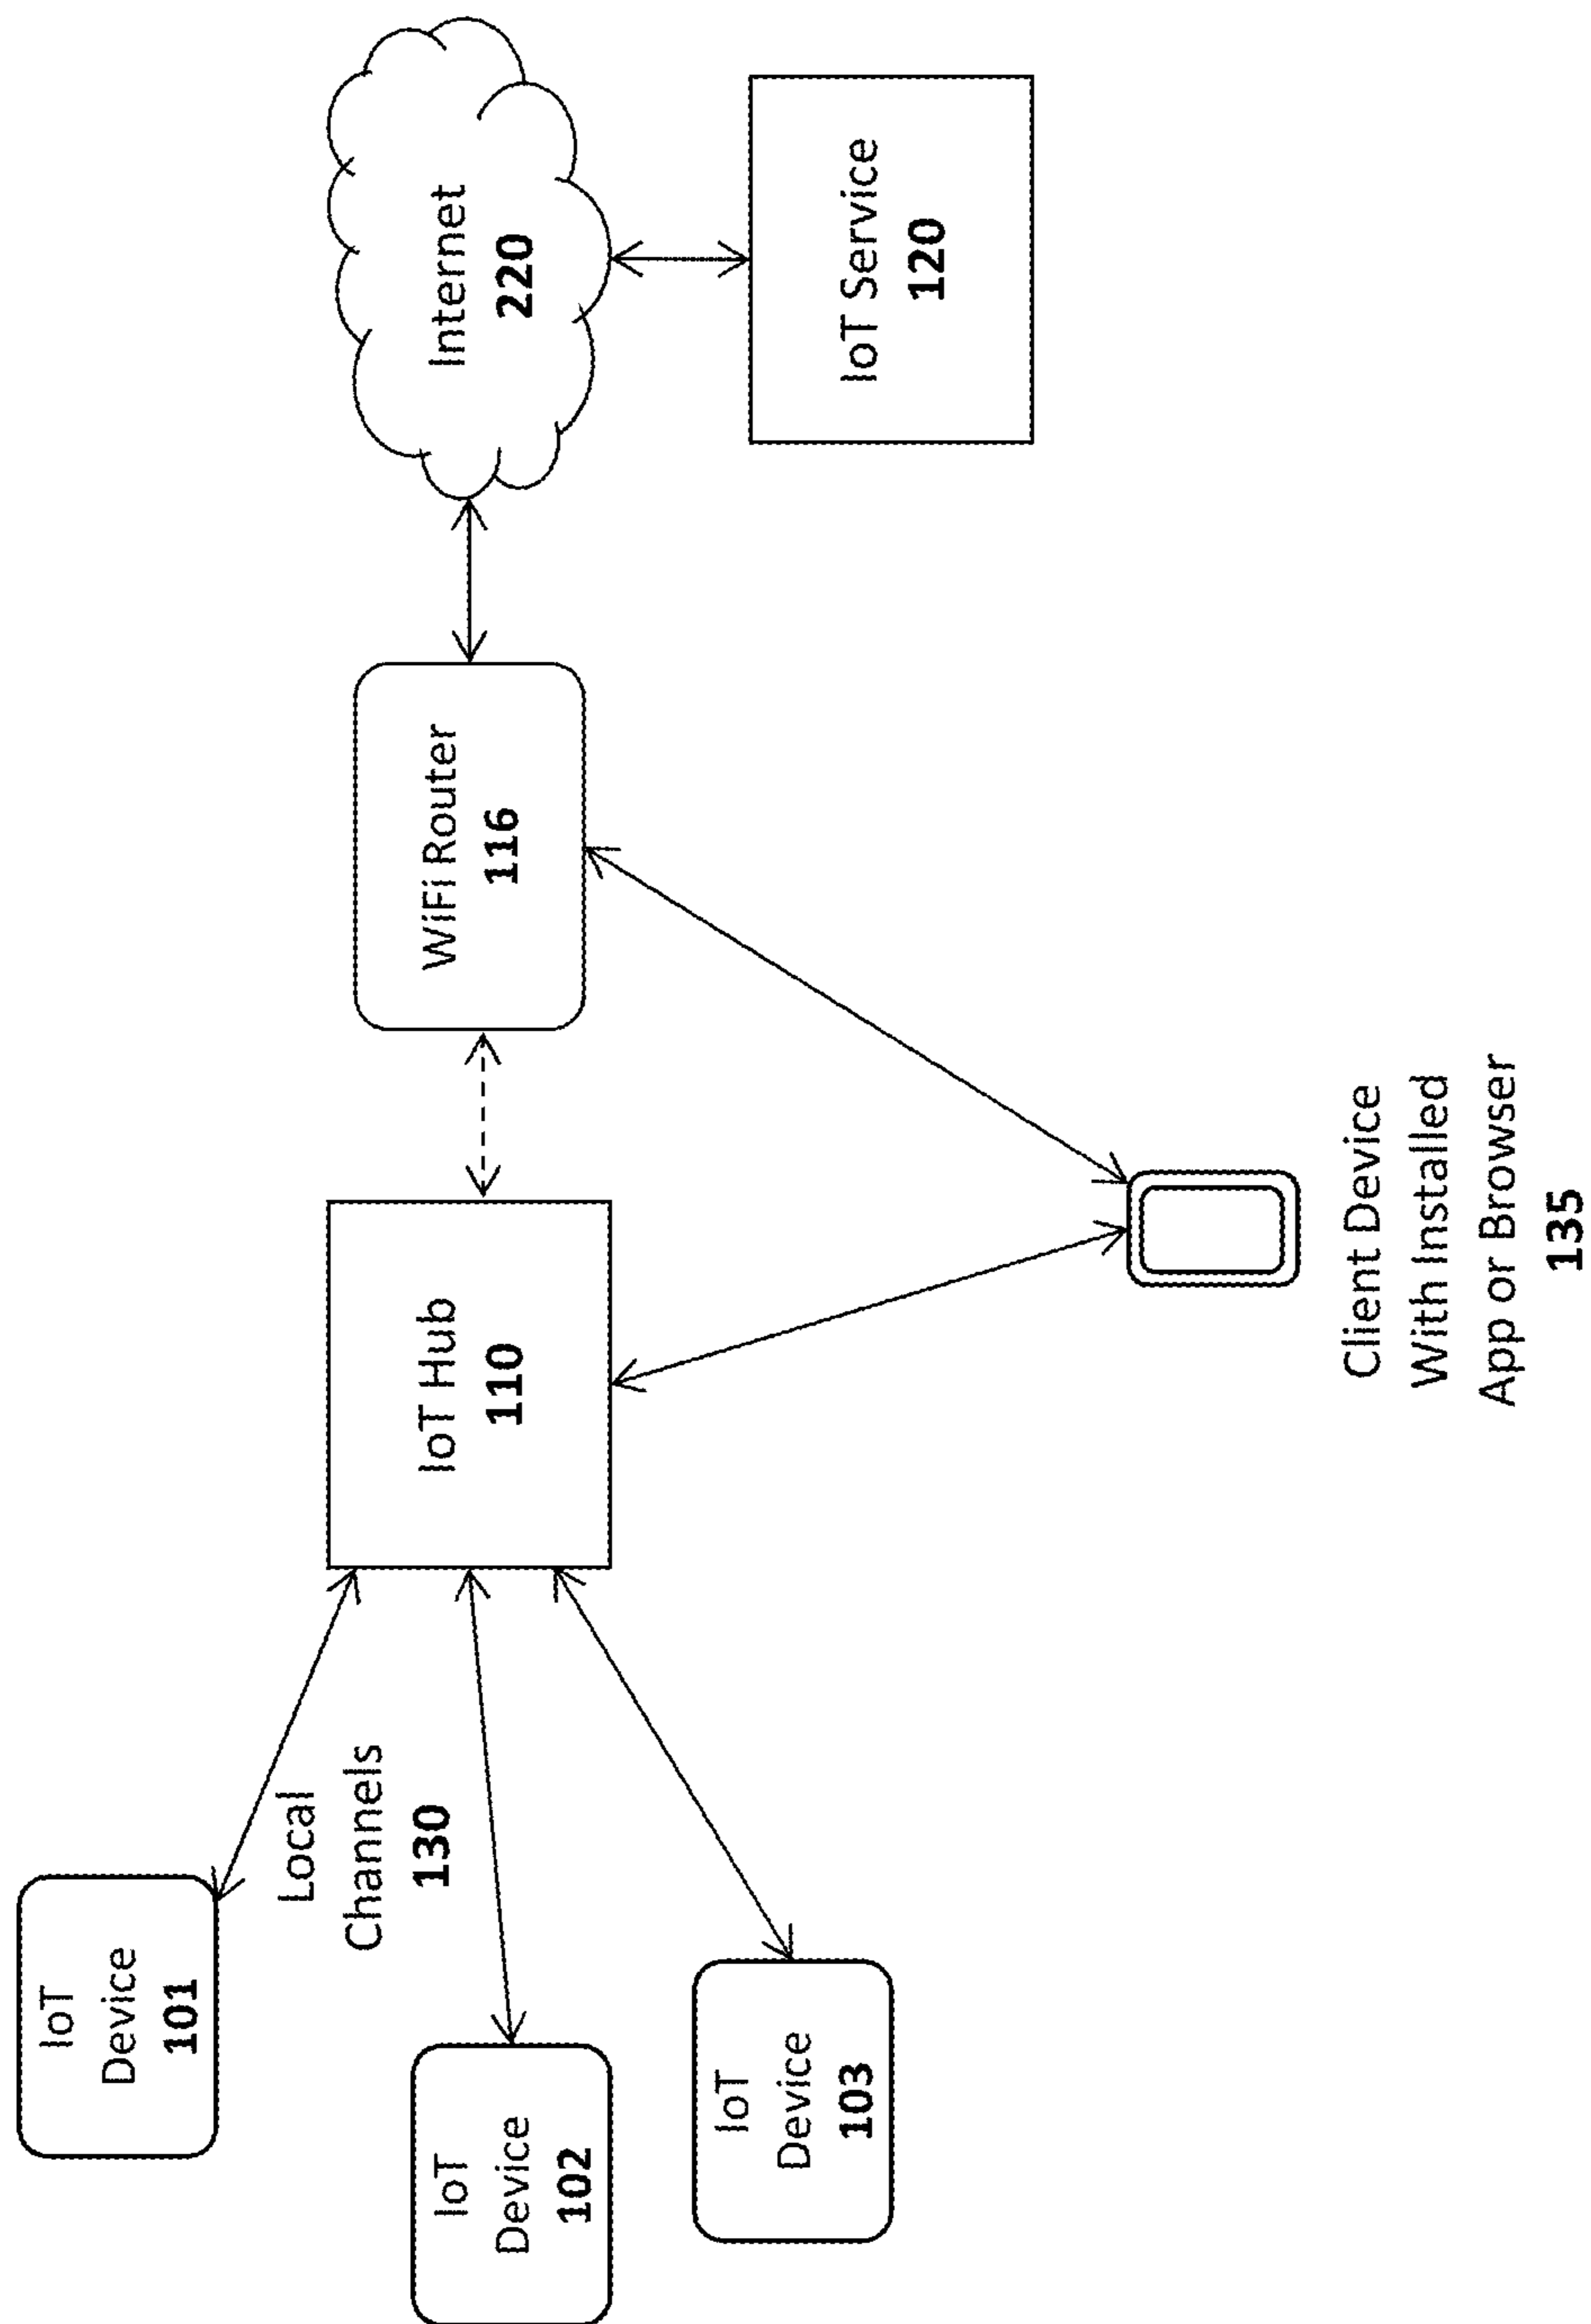 IoT
Device
101
IoT
Device
102
IoT
Device
103
Local
Channels
130
IoT Hub
110
WiFi Router
116
Internet
220
IoT Service
120
Client Device
With Installed
App or Browser
135